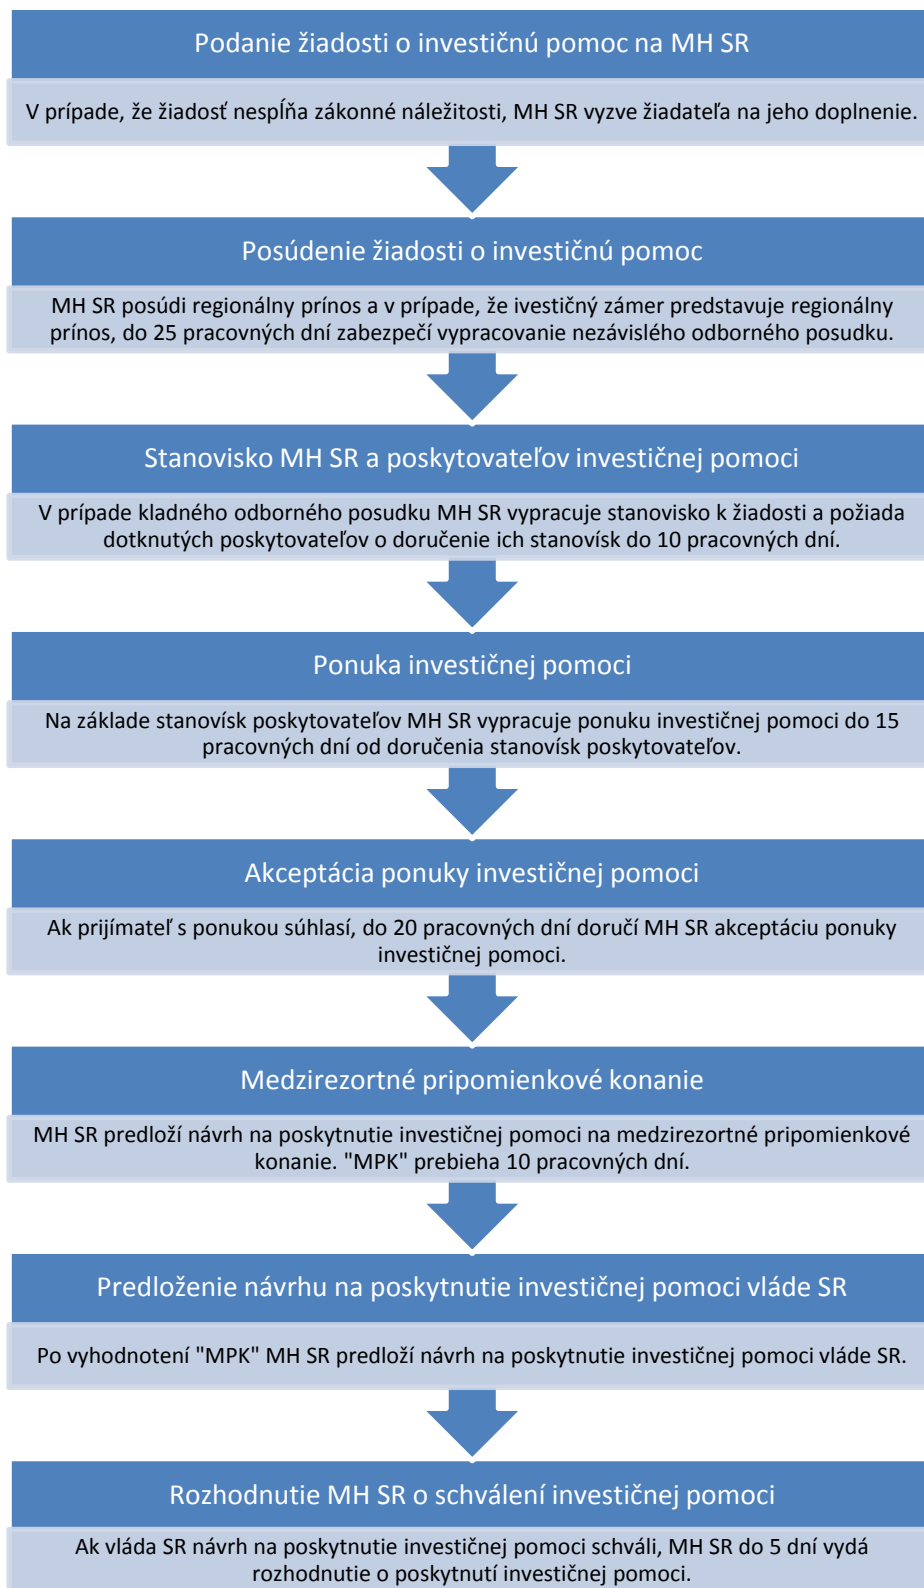 Podanie žiadosti o investičnú pomoc na MH SR
V prípade, že žiadosť nespĺňa zákonné náležitosti, MH SR vyzve žiadateľa na jeho doplnenie.
Posúdenie žiadosti o investičnú pomoc
MH SR posúdi regionálny prínos a v prípade, že ivestičný zámer predstavuje regionálny
prínos, do 25 pracovných dní zabezpečí vypracovanie nezávislého odborného posudku.
Stanovisko MH SR a poskytovateľov investičnej pomoci
V prípade kladného odborného posudku MH SR vypracuje stanovisko k žiadosti a požiada
dotknutých poskytovateľov o doručenie ich stanovísk do 10 pracovných dní.
Ponuka investičnej pomoci
Na základe stanovísk poskytovateľov MH SR vypracuje ponuku investičnej pomoci do 15
pracovných dní od doručenia stanovísk poskytovateľov.
Akceptácia ponuky investičnej pomoci
Ak prijímateľ s ponukou súhlasí, do 20 pracovných dní doručí MH SR akceptáciu ponuky
investičnej pomoci.
Medzirezortné pripomienkové konanie
MH SR predloží návrh na poskytnutie investičnej pomoci na medzirezortné pripomienkové
konanie. "MPK" prebieha 10 pracovných dní.
Predloženie návrhu na poskytnutie investičnej pomoci vláde SR
Po vyhodnotení "MPK" MH SR predloží návrh na poskytnutie investičnej pomoci vláde SR.
Rozhodnutie MH SR o schválení investičnej pomoci
Ak vláda SR návrh na poskytnutie investičnej pomoci schváli, MH SR do 5 dní vydá
rozhodnutie o poskytnutí investičnej pomoci.